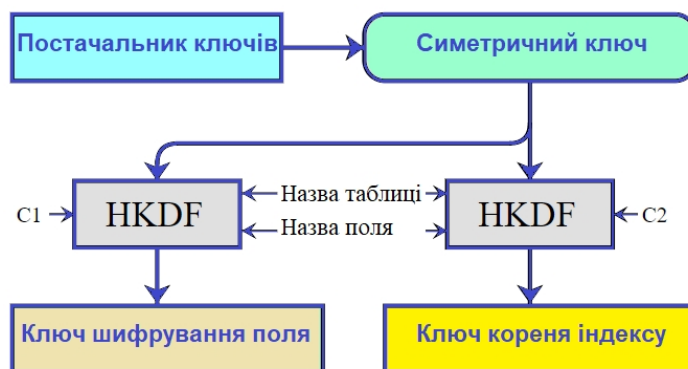 Постачальник ключів
Симетричний ключ
C1
HKDF
Назва таблиці
Назва поля
HKDF
C2
Ключ шифрування поля
Ключ кореня індексу